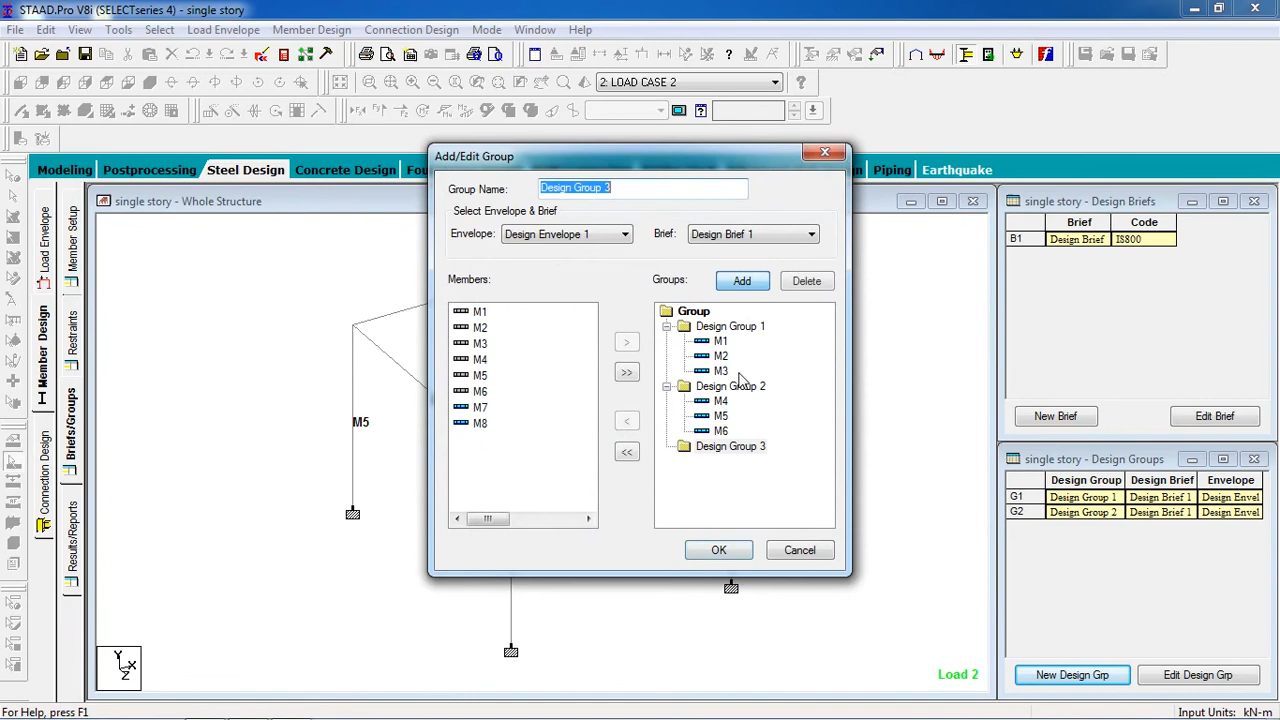 STAAD.Pro V8i (SELECTseries 4) - single story
File Edit View Tools Select Load Envelope Member Design Connection Design Mode Window Help
2: LOAD CASE 2
Modeling Postprocessing Steel Design Concrete Design Fou Piping Earthquake
Load Envelope
Member Design
Connection Design
Member Setup
Restraints
Briefs/Groups
Results/Reports
single story - Whole Structure
M5
Load 2
Add/Edit Group
Group Name: Design Group 3
Select Envelope & Brief
Envelope: Design Envelope 1 Brief: Design Brief 1
Members: Groups: Add Delete
M1
M2
M3
M4
M5
M6
M7
M8
>
>>
<
<<
Group
Design Group 1
M1
M2
M3
Design Group 2
M4
M5
M6
Design Group 3
OK Cancel
single story - Design Briefs
Brief Code
B1 Design Brief IS800
New Brief Edit Brief
single story - Design Groups
Design Group Design Brief Envelope
G1 Design Group 1 Design Brief 1 Design Envel
G2 Design Group 2 Design Brief 1 Design Envel
New Design Grp Edit Design Grp
Y
X
Z
For Help, press F1 Input Units: kN-m